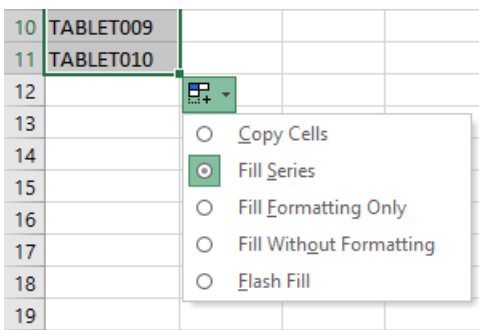 10 TABLET009
11 TABLET010
12
13
Copy Cells
14
Fill Series
15
16
Fill Formatting Only
17
Fill Without Formatting
18
Flash Fill
19